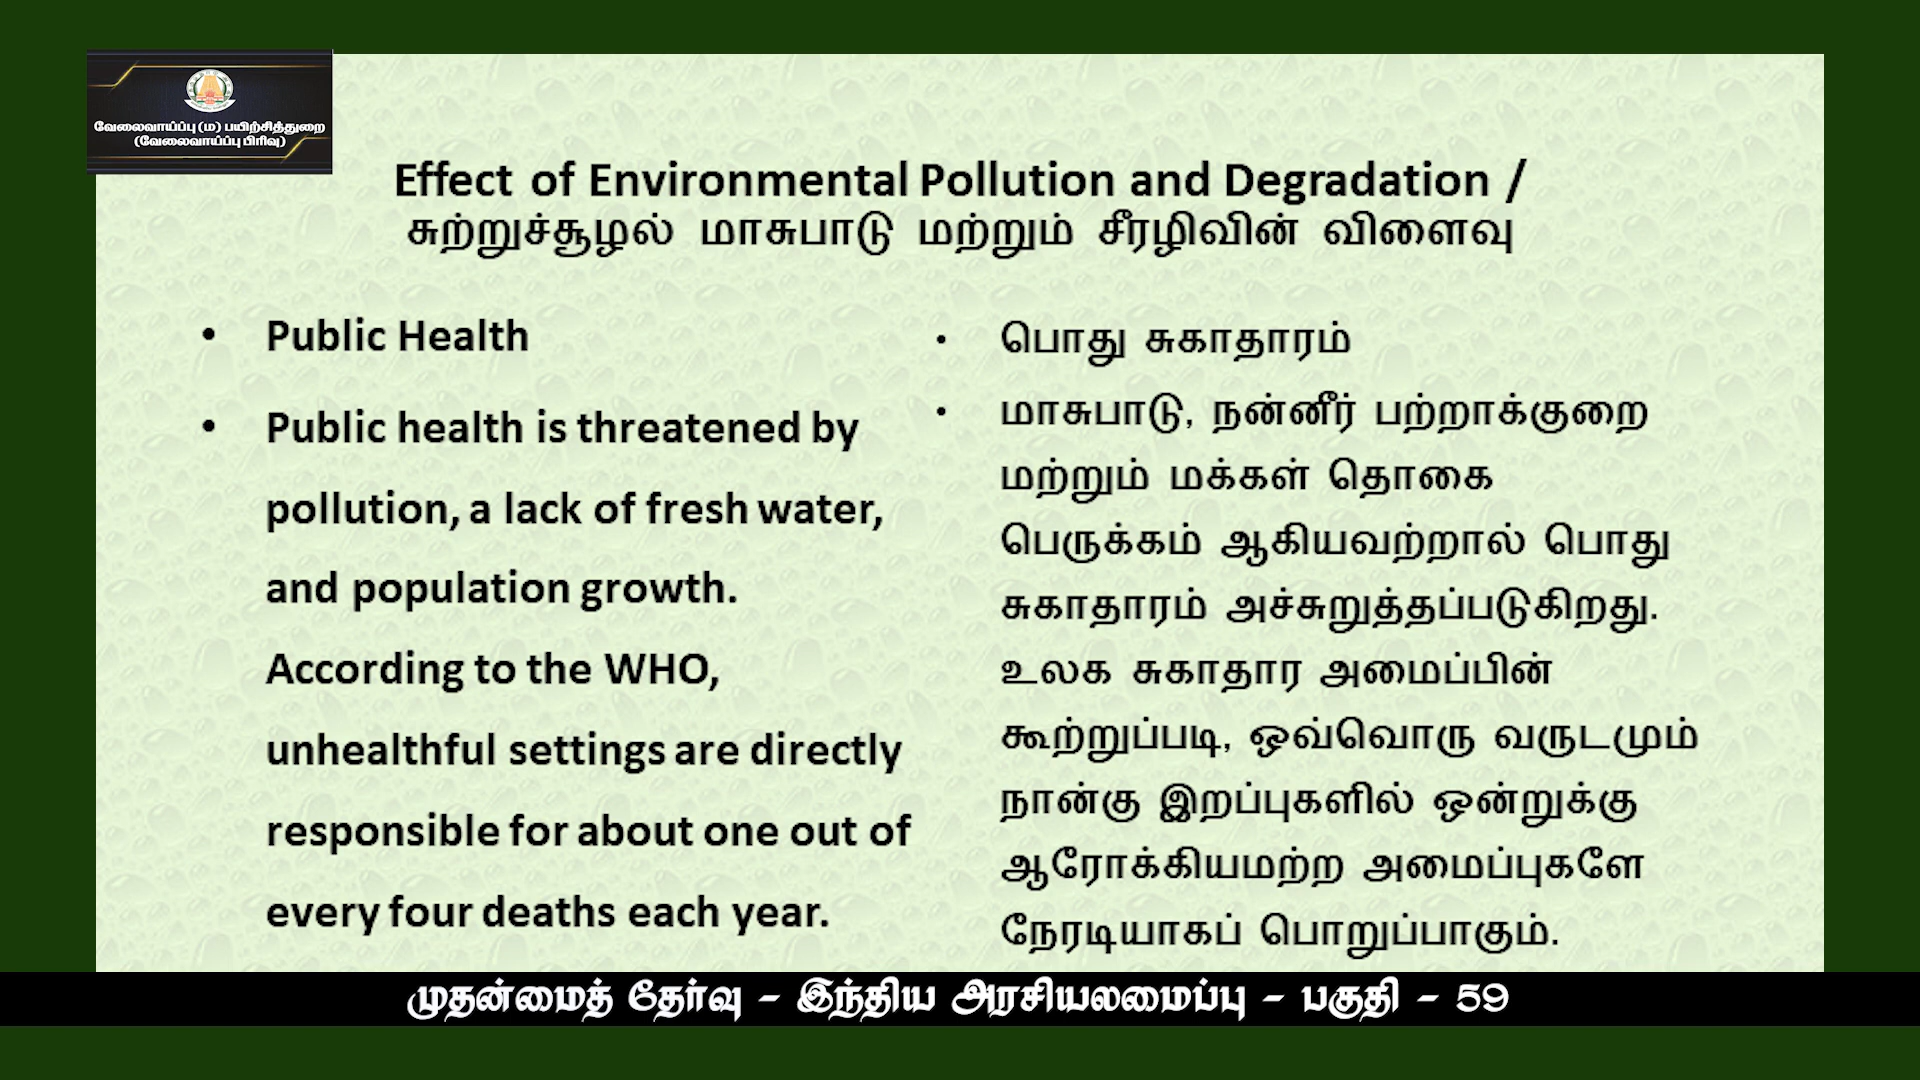 வேலைவாய்ப்பு (ம) பயிற்சித்துறை
(வேலைவாய்ப்பு பிரிவு)
Effect of Environmental Pollution and Degradation /
சுற்றுச்சூழல் மாசுபாடு மற்றும் சீரழிவின் விளைவு
• Public Health
• Public health is threatened by
pollution, a lack of fresh water,
and population growth.
According to the WHO,
unhealthful settings are directly
responsible for about one out of
every four deaths each year.
• பொது சுகாதாரம்
• மாசுபாடு, நன்னீர் பற்றாக்குறை
மற்றும் மக்கள் தொகை
பெருக்கம் ஆகியவற்றால் பொது
சுகாதாரம் அச்சுறுத்தப்படுகிறது.
உலக சுகாதார அமைப்பின்
கூற்றுப்படி, ஒவ்வொரு வருடமும்
நான்கு இறப்புகளில் ஒன்றுக்கு
ஆரோக்கியமற்ற அமைப்புகளே
நேரடியாகப் பொறுப்பாகும்.
முதன்மைத் தேர்வு - இந்திய அரசியலமைப்பு - பகுதி - 59